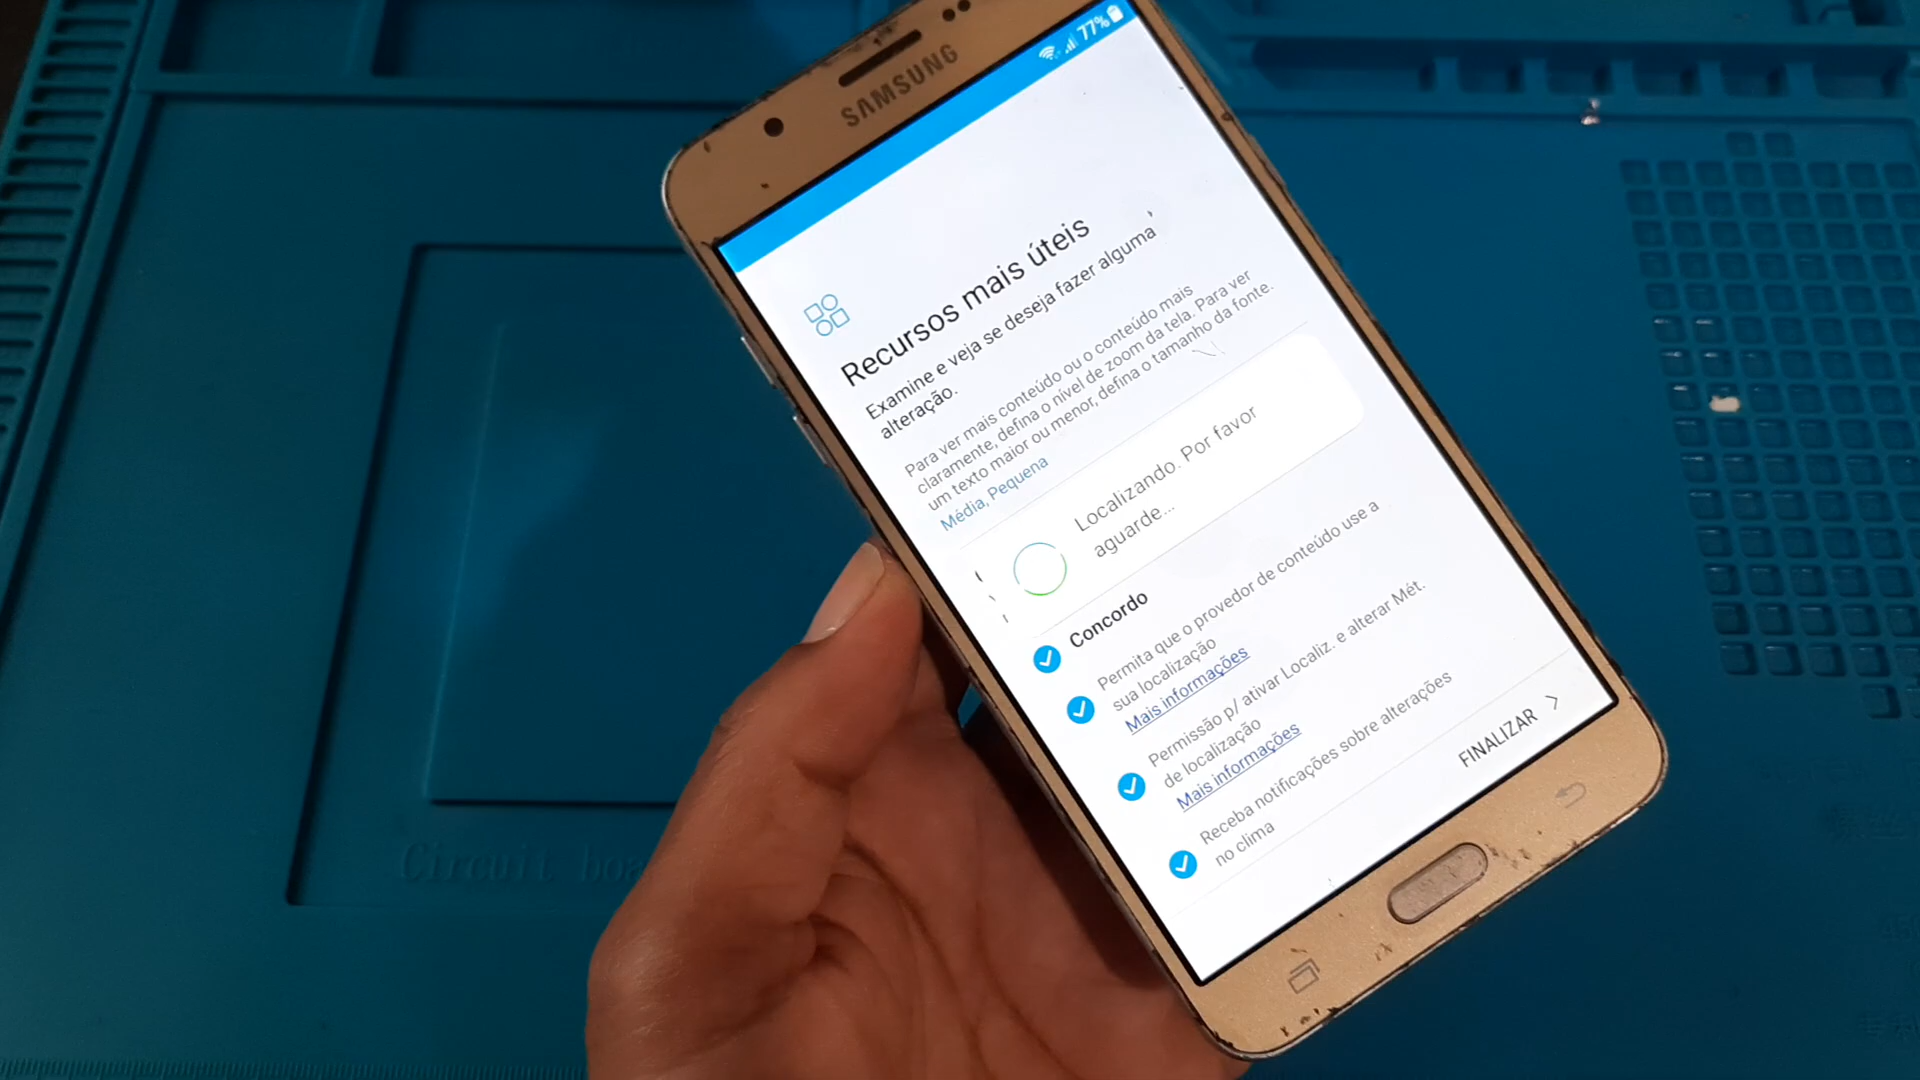 77%
SAMSUNG
Recursos mais úteis
Examine e veja se deseja fazer alguma
alteração.
Para ver mais conteúdo ou o conteúdo mais
claramente, defina o nível de zoom da tela. Para ver
um texto maior ou menor, defina o tamanho da fonte.
Média, Pequena
Localizando. Por favor
aguarde...
Concordo
Permita que o provedor de conteúdo use a
sua localização
Mais informações
Permissão p/ ativar Localiz. e alterar Mét.
de localização
Mais informações
Receba notificações sobre alterações
no clima
FINALIZAR
Circuit